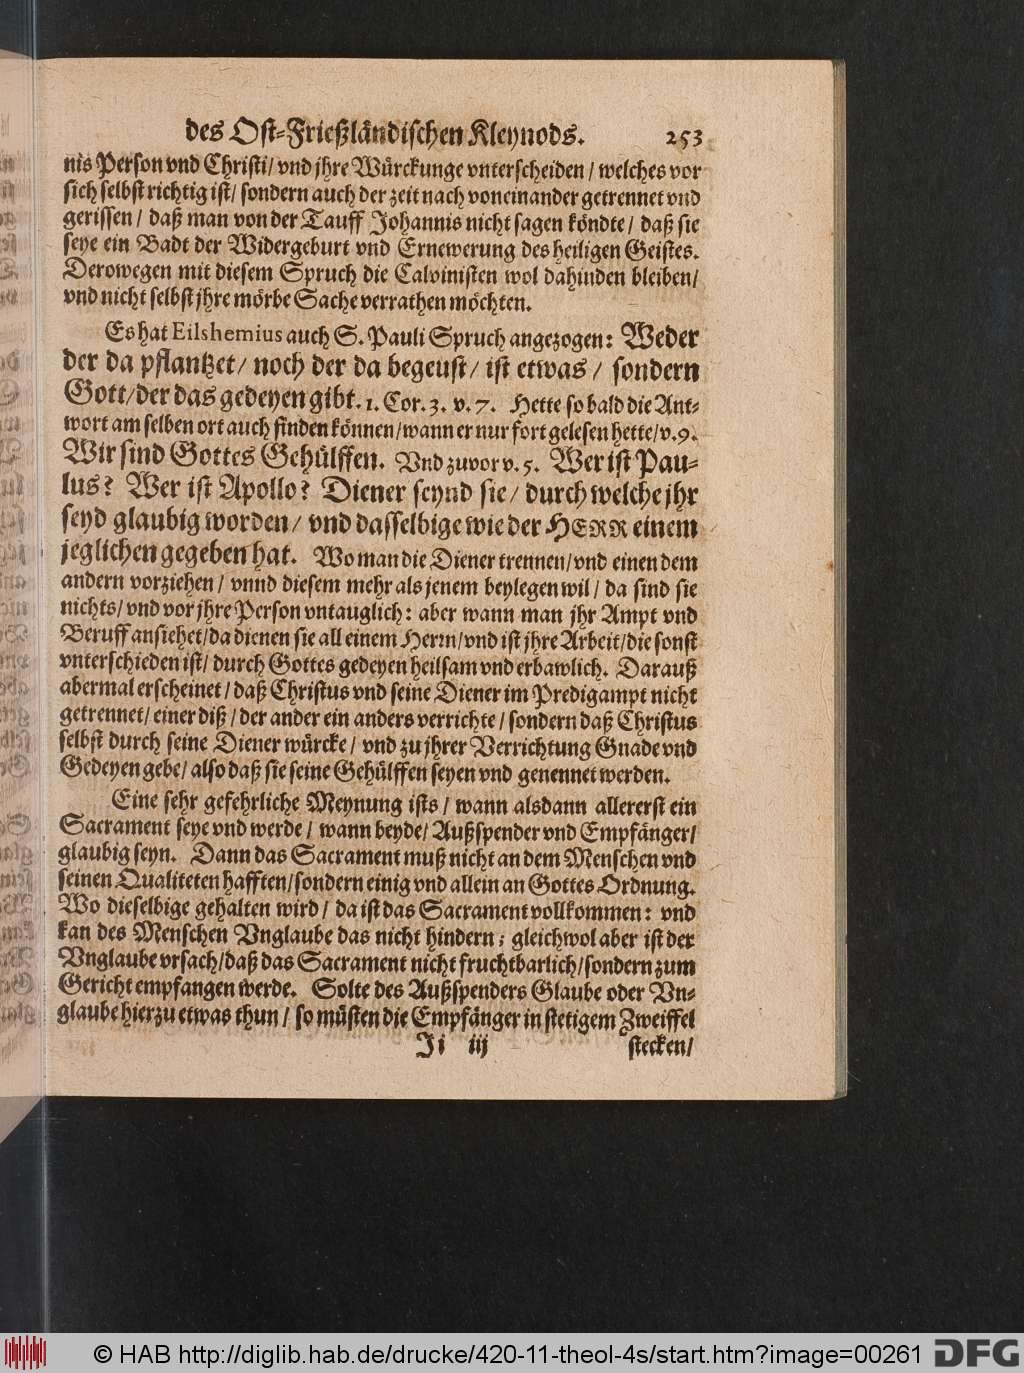 des Ost-Frießländischen Kleynods. 253
nis Person vnd Christi/ vnd jhre Würckunge vnterscheiden/ welches vor
sich selbst richtig ist/ sondern auch der zeit nach voneinander getrennet vnd
gerissen/ daß man von der Tauff Johannis nicht sagen köndte/ daß sie
seye ein Badt der Widergeburt vnd Ernewerung des heiligen Geistes.
Derowegen mit diesem Spruch die Calvinisten wol dahinden bleiben/
vnd nicht selbst jhre mörbe Sache verrathen möchten.
Es hat Eilshemius auch S. Pauli Spruch angezogen: Weder
der da pflantzet/ noch der da begeust/ ist etwas/ sondern
Gott/ der das gedeyen gibt. 1. Cor. 3. v. 7. Hette so bald die Ant-
wort am selben ort auch finden können/ wann er nur fort gelesen hette/ v. 9.
Wir sind Gottes Gehülffen. Vnd zuvor v. 5. Wer ist Pau-
lus? Wer ist Apollo? Diener seynd sie/ durch welche jhr
seyd glaubig worden/ vnd dasselbige wie der HERR einem
jeglichen gegeben hat. Wo man die Diener trennen/ vnd einen dem
andern vorziehen/ vnnd diesem mehr als jenem beylegen wil/ da sind sie
nichts/ vnd vor jhre Person vntauglich: aber wann man jhr Ampt vnd
Beruff ansiehet/ da dienen sie all einem Herrn/ vnd ist jhre Arbeit/ die sonst
vnterschieden ist/ durch Gottes gedeyen heilsam vnd erbawlich. Darauß
abermal erscheinet/ daß Christus vnd seine Diener im Predigampt nicht
getrennet/ einer diß/ der ander ein anders verrichte/ sondern daß Christus
selbst durch seine Diener würcke/ vnd zu jhrer Verrichtung Gnade vnd
Gedeyen gebe/ also daß sie seine Gehülffen seyen vnd genennet werden.
Eine sehr gefehrliche Meynung ists/ wann alsdann allererst ein
Sacrament seye vnd werde/ wann beyde/ Außspender vnd Empfänger/
glaubig seyn. Dann das Sacrament muß nicht an dem Menschen vnd
seinen Qualiteten hafften/ sondern einig vnd allein an Gottes Ordnung.
Wo dieselbige gehalten wird/ da ist das Sacrament vollkommen: vnd
kan des Menschen Vnglaube das nicht hindern; gleichwol aber ist der
Vnglaube vrsach/ daß das Sacrament nicht fruchtbarlich/ sondern zum
Gericht empfangen werde. Solte des Außspenders Glaube oder Vn-
glaube hierzu etwas thun/ so müsten die Empfänger in stetigem Zweiffel
Ji iij stecken/
© HAB http://diglib.hab.de/drucke/420-11-theol-4s/start.htm?image=00261 DFG